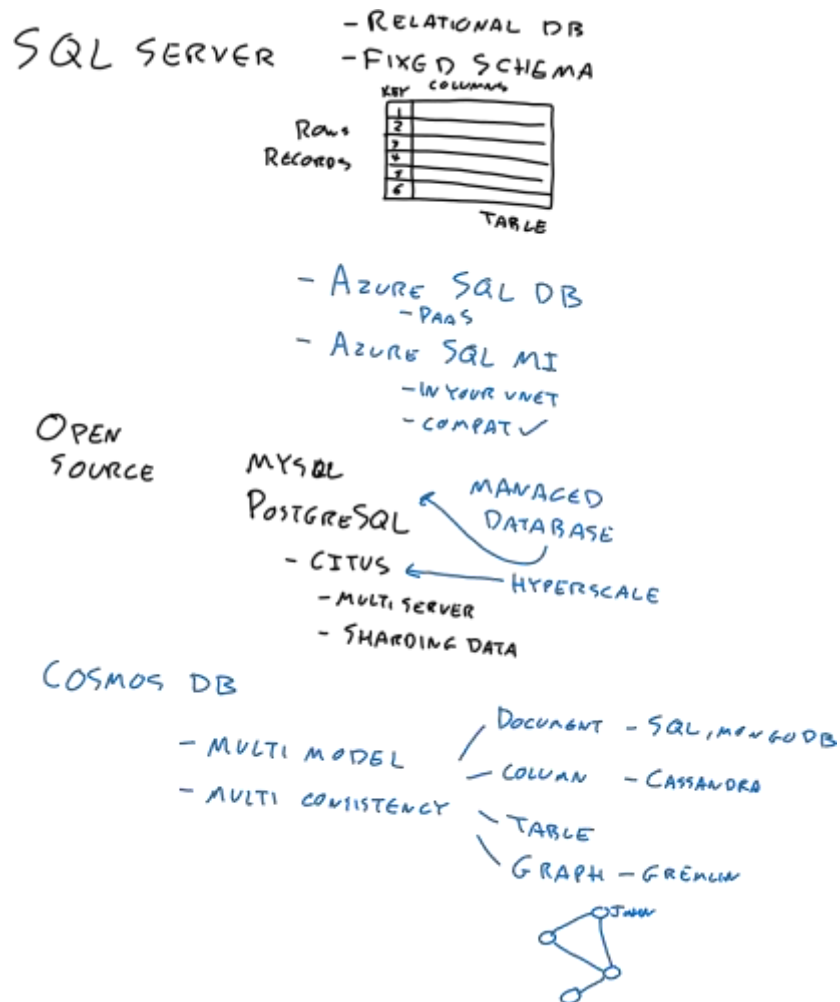 SQL SERVER
- RELATIONAL DB
- FIXED SCHEMA
KEY COLUMNS
ROWS
RECORDS
1
2
3
4
5
6
TABLE
- AZURE SQL DB
- PAAS
- AZURE SQL MI
- IN YOUR VNET
- COMPAT ✓
OPEN
SOURCE
MYSQL
POSTGRESQL
MANAGED
DATABASE
- CITUS
HYPERSCALE
- MULTI SERVER
- SHARDING DATA
COSMOS DB
- MULTI MODEL
- MULTI CONSISTENCY
DOCUMENT - SQL, MONGODB
COLUMN - CASSANDRA
TABLE
GRAPH - GREMLIN